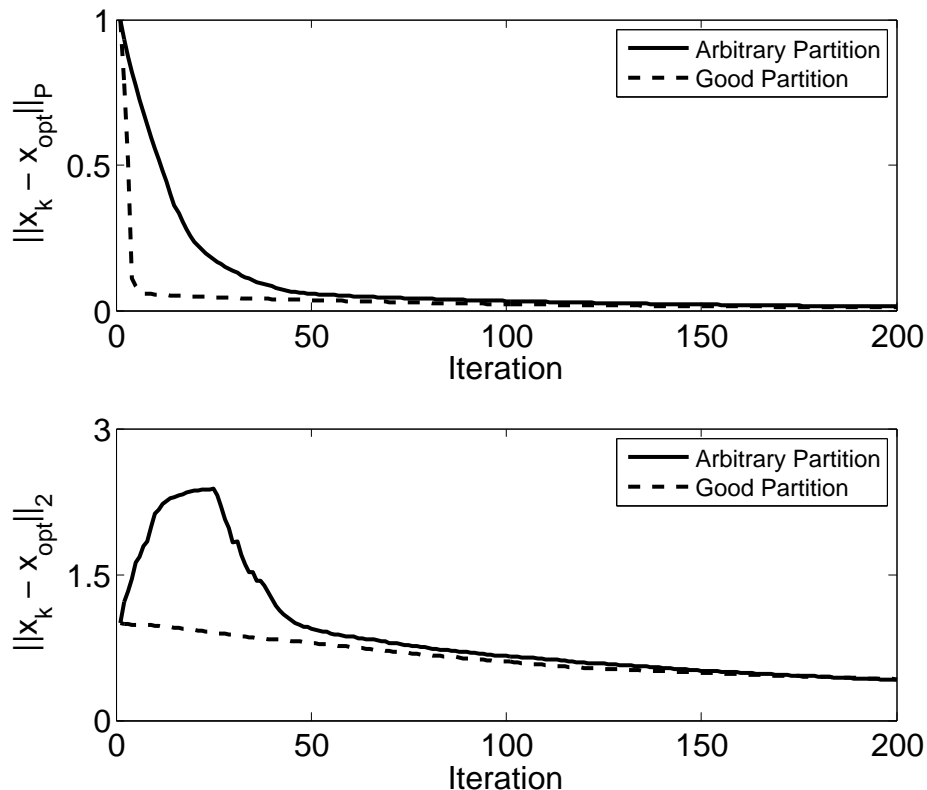 1
0.5
0
||x_k − x_opt||_P
Arbitrary Partition
Good Partition
0 50 100 150 200
Iteration
3
1.5
0
||x_k − x_opt||_2
Arbitrary Partition
Good Partition
0 50 100 150 200
Iteration